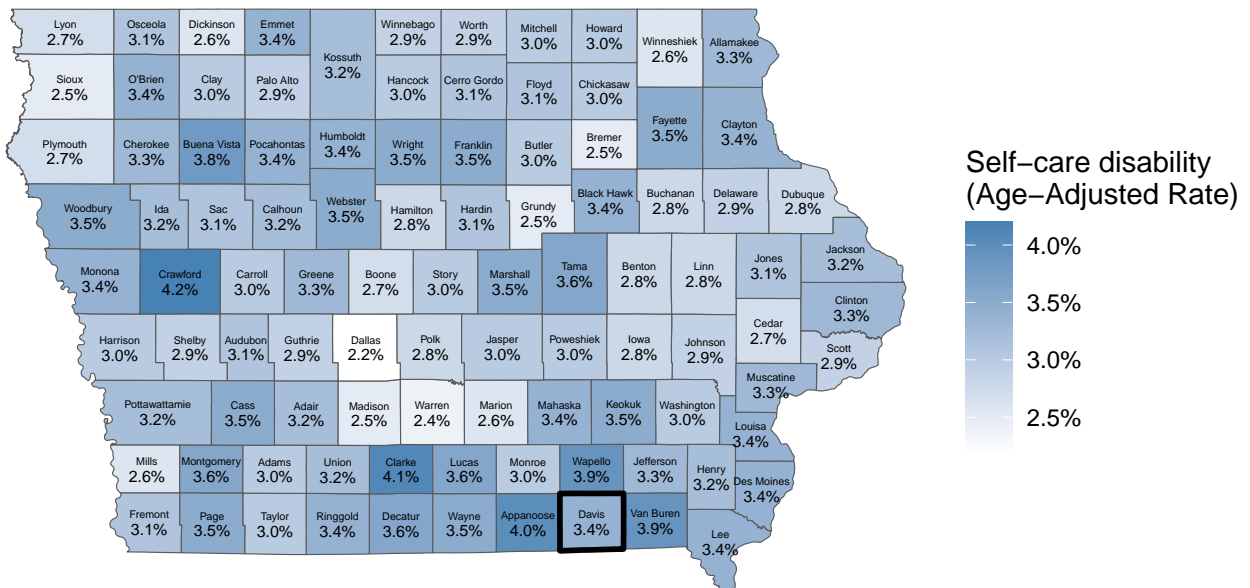 Lyon
2.7%
Osceola
3.1%
Dickinson
2.6%
Emmet
3.4%
Kossuth
3.2%
Winnebago
2.9%
Worth
2.9%
Mitchell
3.0%
Howard
3.0%
Winneshiek
2.6%
Allamakee
3.3%
Sioux
2.5%
O'Brien
3.4%
Clay
3.0%
Palo Alto
2.9%
Hancock
3.0%
Cerro Gordo
3.1%
Floyd
3.1%
Chickasaw
3.0%
Fayette
3.5%
Clayton
3.4%
Plymouth
2.7%
Cherokee
3.3%
Buena Vista
3.8%
Pocahontas
3.4%
Humboldt
3.4%
Wright
3.5%
Franklin
3.5%
Butler
3.0%
Bremer
2.5%
Woodbury
3.5%
Ida
3.2%
Sac
3.1%
Calhoun
3.2%
Webster
3.5%
Hamilton
2.8%
Hardin
3.1%
Grundy
2.5%
Black Hawk
3.4%
Buchanan
2.8%
Delaware
2.9%
Dubuque
2.8%
Monona
3.4%
Crawford
4.2%
Carroll
3.0%
Greene
3.3%
Boone
2.7%
Story
3.0%
Marshall
3.5%
Tama
3.6%
Benton
2.8%
Linn
2.8%
Jones
3.1%
Jackson
3.2%
Clinton
3.3%
Harrison
3.0%
Shelby
2.9%
Audubon
3.1%
Guthrie
2.9%
Dallas
2.2%
Polk
2.8%
Jasper
3.0%
Poweshiek
3.0%
Iowa
2.8%
Johnson
2.9%
Cedar
2.7%
Scott
2.9%
Muscatine
3.3%
Pottawattamie
3.2%
Cass
3.5%
Adair
3.2%
Madison
2.5%
Warren
2.4%
Marion
2.6%
Mahaska
3.4%
Keokuk
3.5%
Washington
3.0%
Louisa
3.4%
Mills
2.6%
Montgomery
3.6%
Adams
3.0%
Union
3.2%
Clarke
4.1%
Lucas
3.6%
Monroe
3.0%
Wapello
3.9%
Jefferson
3.3%
Henry
3.2%
Des Moines
3.4%
Fremont
3.1%
Page
3.5%
Taylor
3.0%
Ringgold
3.4%
Decatur
3.6%
Wayne
3.5%
Appanoose
4.0%
Davis
3.4%
Van Buren
3.9%
Lee
3.4%
Self−care disability
(Age−Adjusted Rate)
4.0%
3.5%
3.0%
2.5%